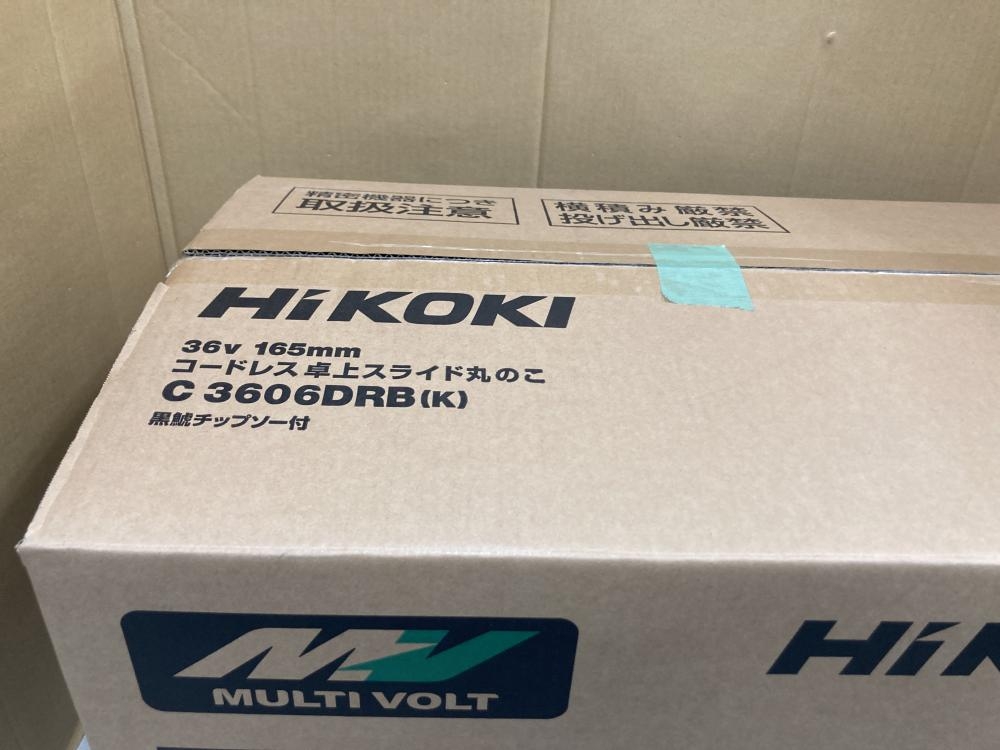 精密機器につき
取扱注意
横積み厳禁
投げ出し厳禁
HiKOKI
36v 165mm
コードレス 卓上スライド丸のこ
C 3606DRB(K)
黒鯱チップソー付
MV
MULTI VOLT
HiK